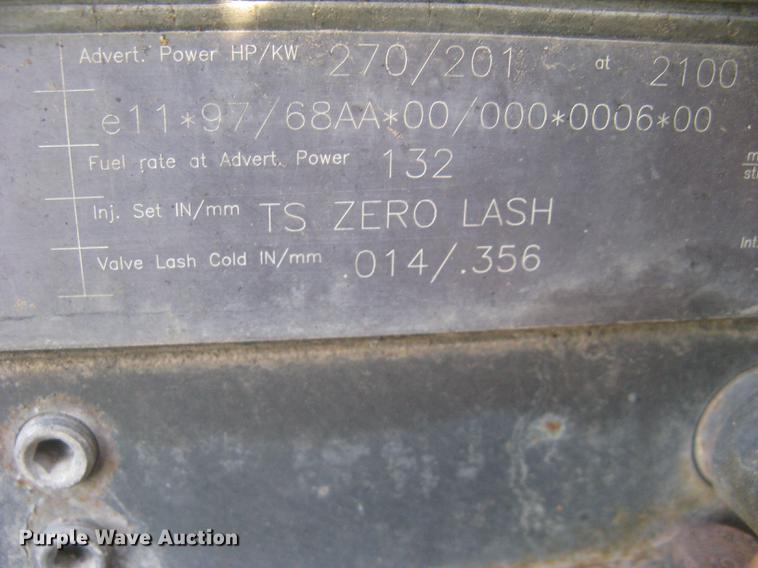 Advert. Power HP/KW 270/201 at 2100
e11*97/68AA*00/000*0006*00
Fuel rate at Advert. Power 132
Inj. Set IN/mm TS ZERO LASH
Valve Lash Cold IN/mm .014/.356
Int.
Purple Wave Auction